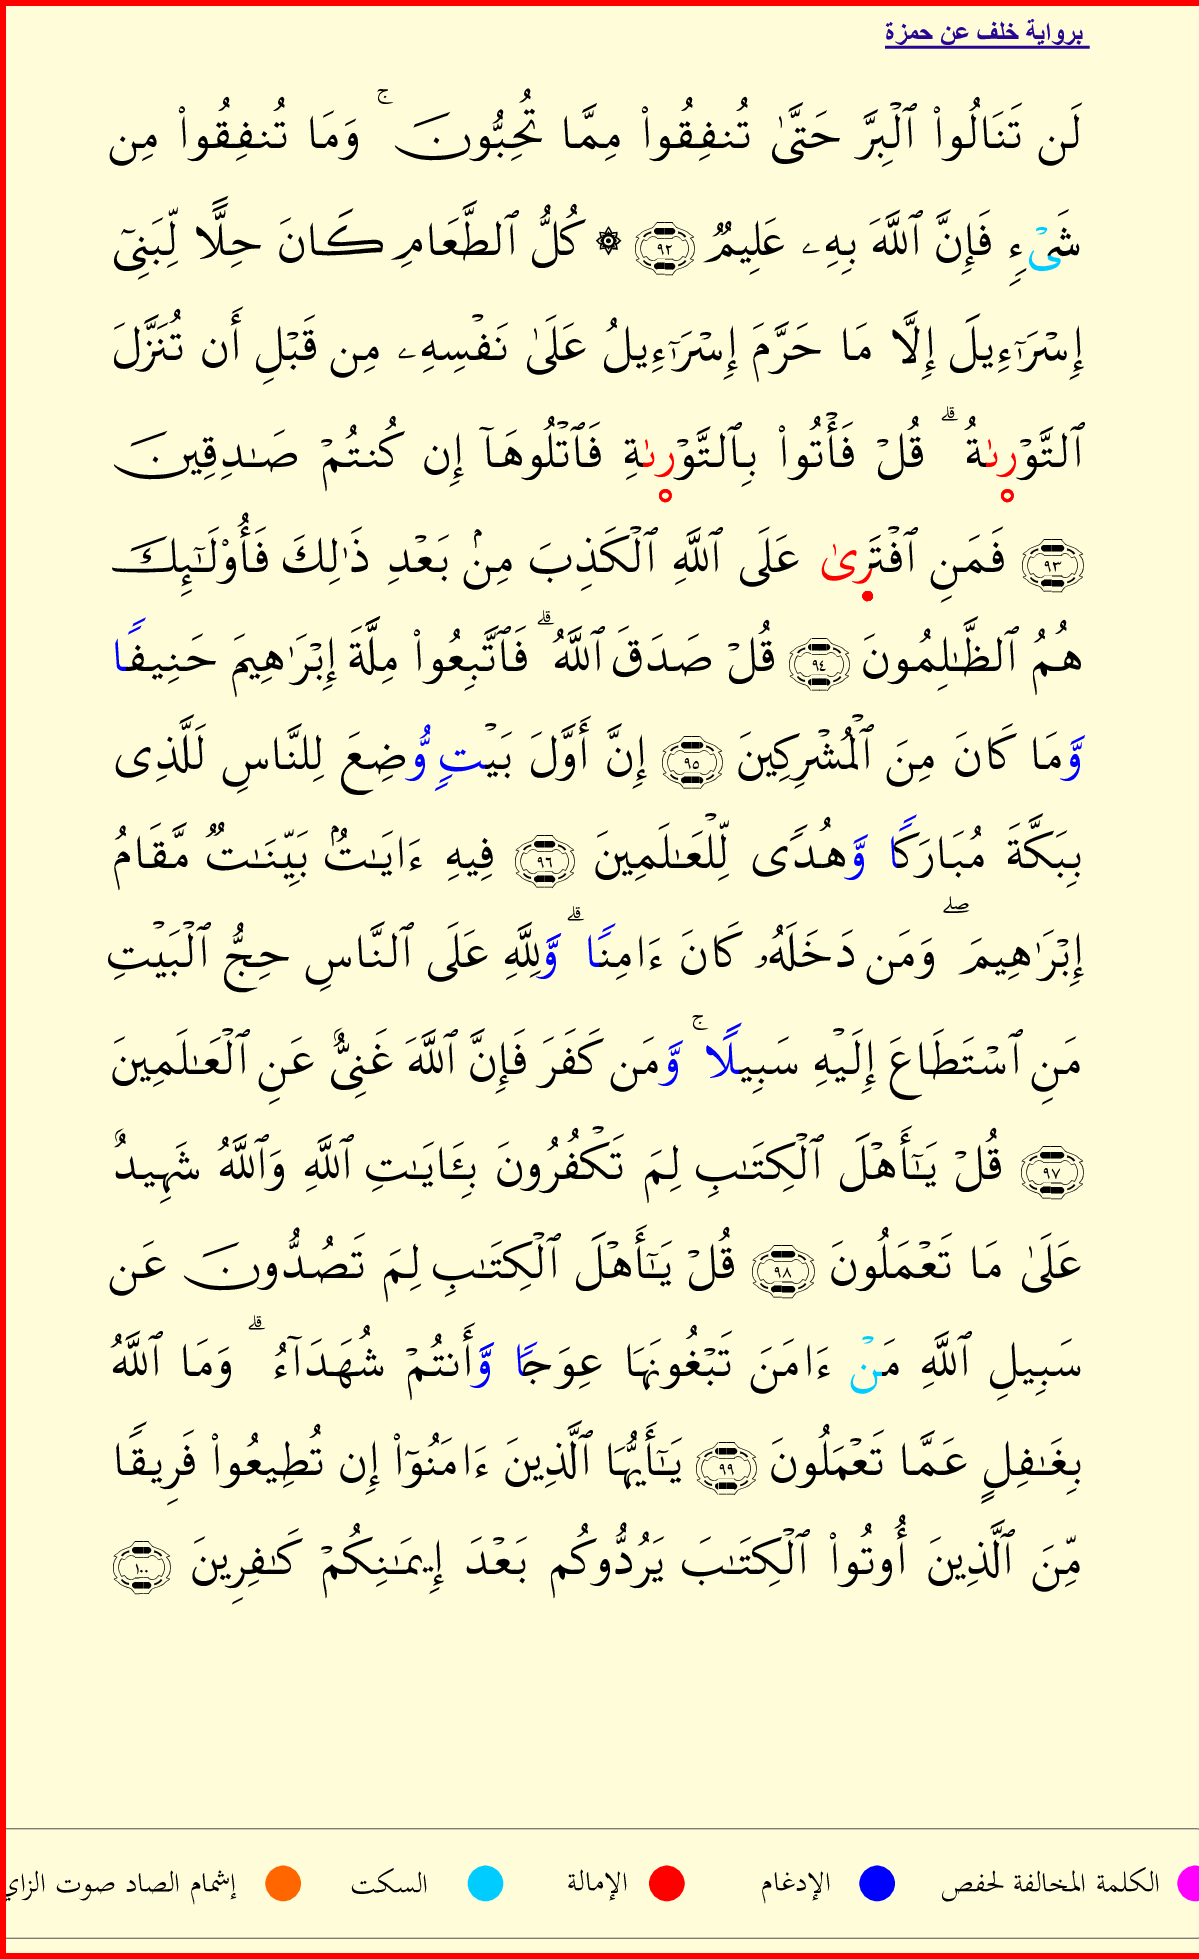 برواية خلف عن حمزة
لَن تَنَالُوا۟ ٱلْبِرَّ حَتَّىٰ تُنفِقُوا۟ مِمَّا تُحِبُّونَ ۚ وَمَا تُنفِقُوا۟ مِن
شَىْءٍ فَإِنَّ ٱللَّهَ بِهِۦ عَلِيمٌ ٩٢ ۞ كُلُّ ٱلطَّعَامِ كَانَ حِلًّا لِّبَنِىٓ
إِسْرَٰٓءِيلَ إِلَّا مَا حَرَّمَ إِسْرَٰٓءِيلُ عَلَىٰ نَفْسِهِۦ مِن قَبْلِ أَن تُنَزَّلَ
ٱلتَّوْرىٰةُ ۗ قُلْ فَأْتُوا۟ بِٱلتَّوْرىٰةِ فَٱتْلُوهَآ إِن كُنتُمْ صَـٰدِقِينَ
٩٣ فَمَنِ ٱفْتَرىٰ عَلَى ٱللَّهِ ٱلْكَذِبَ مِنۢ بَعْدِ ذَٰلِكَ فَأُو۟لَـٰٓئِكَ
هُمُ ٱلظَّـٰلِمُونَ ٩٤ قُلْ صَدَقَ ٱللَّهُ ۗ فَٱتَّبِعُوا۟ مِلَّةَ إِبْرَٰهِيمَ حَنِيفًا
وَّمَا كَانَ مِنَ ٱلْمُشْرِكِينَ ٩٥ إِنَّ أَوَّلَ بَيْتٍ وُّضِعَ لِلنَّاسِ لَلَّذِى
بِبَكَّةَ مُبَارَكًا وَّهُدًى لِّلْعَـٰلَمِينَ ٩٦ فِيهِ ءَايَـٰتٌۢ بَيِّنَـٰتٌ مَّقَامُ
إِبْرَٰهِيمَ ۖ وَمَن دَخَلَهُۥ كَانَ ءَامِنًا ۗ وَّلِلَّهِ عَلَى ٱلنَّاسِ حِجُّ ٱلْبَيْتِ
مَنِ ٱسْتَطَاعَ إِلَيْهِ سَبِيلًا ۚ وَّمَن كَفَرَ فَإِنَّ ٱللَّهَ غَنِىٌّ عَنِ ٱلْعَـٰلَمِينَ
٩٧ قُلْ يَـٰٓأَهْلَ ٱلْكِتَـٰبِ لِمَ تَكْفُرُونَ بِـَٔايَـٰتِ ٱللَّهِ وَٱللَّهُ شَهِيدٌ
عَلَىٰ مَا تَعْمَلُونَ ٩٨ قُلْ يَـٰٓأَهْلَ ٱلْكِتَـٰبِ لِمَ تَصُدُّونَ عَن
سَبِيلِ ٱللَّهِ مَنْ ءَامَنَ تَبْغُونَهَا عِوَجًا وَّأَنتُمْ شُهَدَآءُ ۗ وَمَا ٱللَّهُ
بِغَـٰفِلٍ عَمَّا تَعْمَلُونَ ٩٩ يَـٰٓأَيُّهَا ٱلَّذِينَ ءَامَنُوٓا۟ إِن تُطِيعُوا۟ فَرِيقًا
مِّنَ ٱلَّذِينَ أُوتُوا۟ ٱلْكِتَـٰبَ يَرُدُّوكُم بَعْدَ إِيمَـٰنِكُمْ كَـٰفِرِينَ ١٠٠
الكلمة المخالفة لحفص الإدغام الإمالة السكت إشمام الصاد صوت الزاي